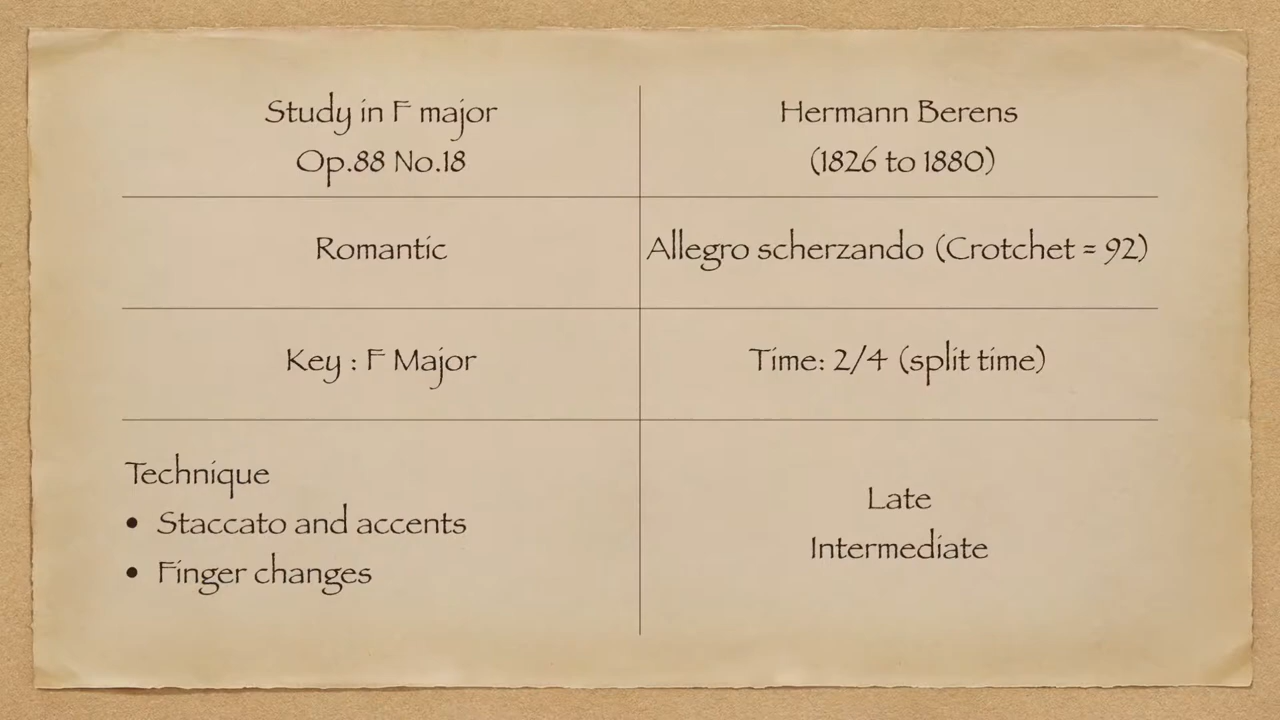 Study in F major
Op.88 No.18
Hermann Berens
(1826 to 1880)
Romantic
Allegro scherzando (Crotchet = 92)
Key : F Major
Time: 2/4 (split time)
Technique
• Staccato and accents
• Finger changes
Late
Intermediate